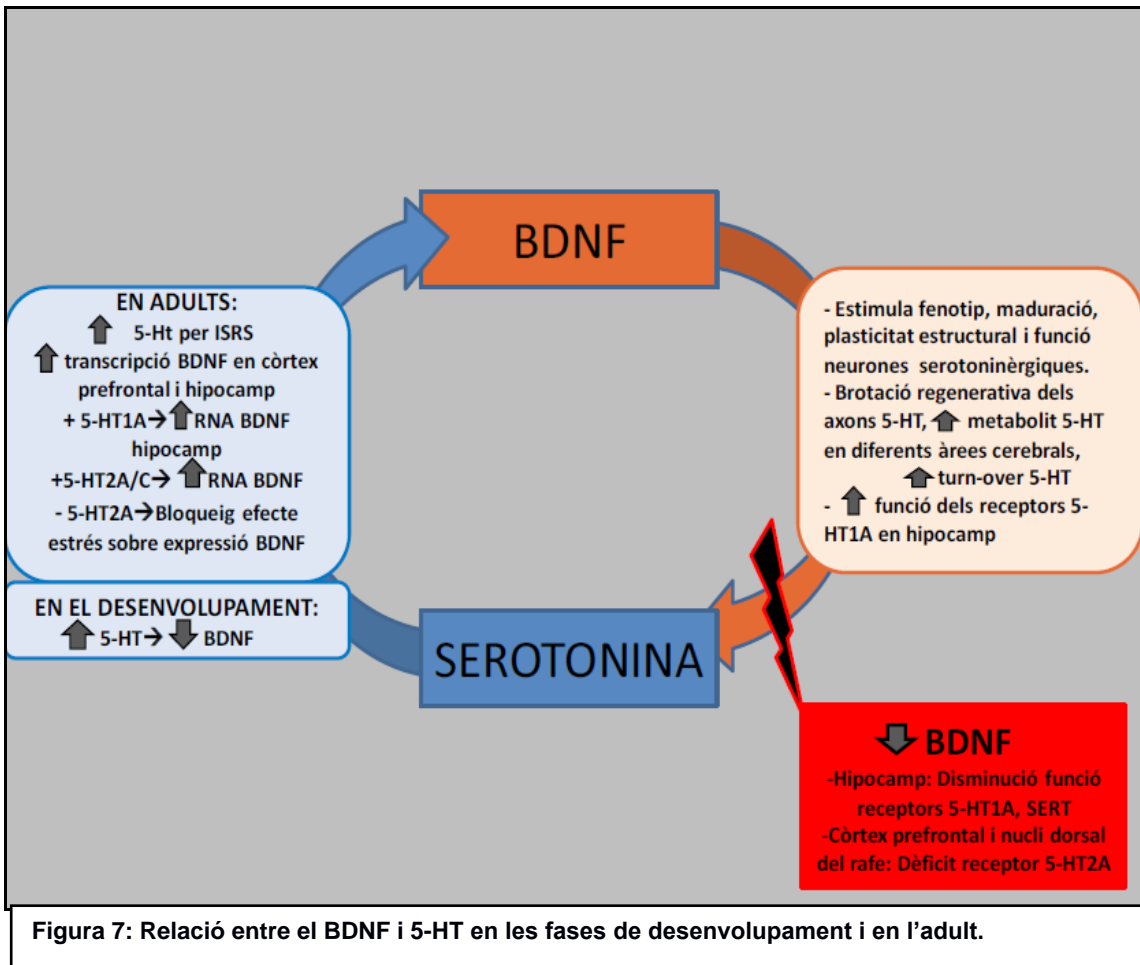 BDNF
EN ADULTS:
5-Ht per ISRS
transcripció BDNF en còrtex
prefrontal i hipocamp
+ 5-HT1A→ RNA BDNF
hipocamp
+5-HT2A/C→ RNA BDNF
- 5-HT2A→Bloqueig efecte
estrés sobre expressió BDNF
EN EL DESENVOLUPAMENT:
5-HT→ BDNF
- Estimula fenotip, maduració,
plasticitat estructural i funció
neurones serotoninèrgiques.
- Brotació regenerativa dels
axons 5-HT, metabolit 5-HT
en diferents àrees cerebrals,
turn-over 5-HT
- funció dels receptors 5-
HT1A en hipocamp
SEROTONINA
BDNF
-Hipocamp: Disminució funció
receptors 5-HT1A, SERT
-Còrtex prefrontal i nucli dorsal
del rafe: Dèficit receptor 5-HT2A
Figura 7: Relació entre el BDNF i 5-HT en les fases de desenvolupament i en l'adult.